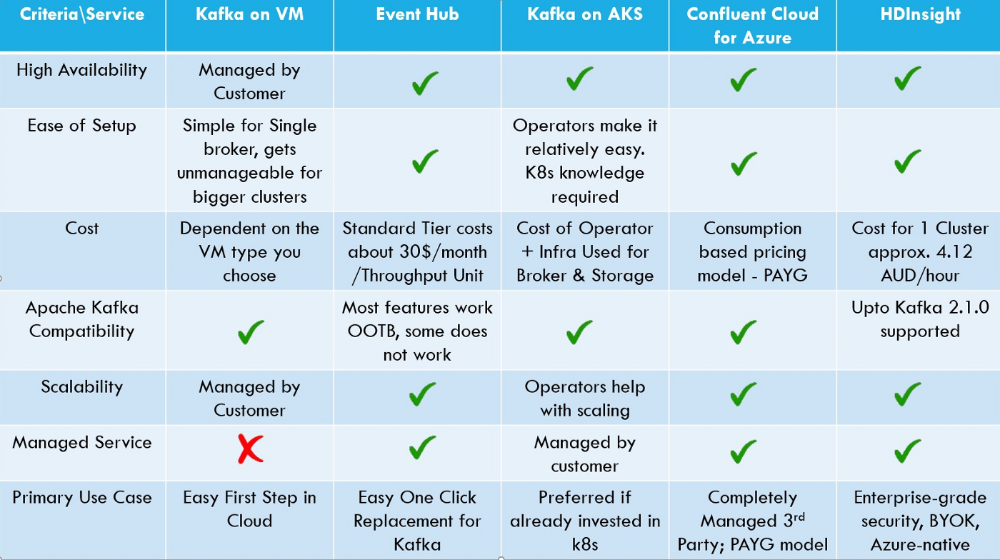 Criteria\Service
Kafka on VM
Event Hub
Kafka on AKS
Confluent Cloud
for Azure
HDInsight
High Availability
Managed by
Customer
Ease of Setup
Simple for Single
broker, gets
unmanageable for
bigger clusters
Operators make it
relatively easy.
K8s knowledge
required
Cost
Dependent on the
VM type you
choose
Standard Tier costs
about 30$/month
/Throughput Unit
Cost of Operator
+ Infra Used for
Broker & Storage
Consumption
based pricing
model - PAYG
Cost for 1 Cluster
approx. 4.12
AUD/hour
Apache Kafka
Compatibility
Most features work
OOTB, some does
not work
Upto Kafka 2.1.0
supported
Scalability
Managed by
Customer
Operators help
with scaling
Managed Service
Managed by
customer
Primary Use Case
Easy First Step in
Cloud
Easy One Click
Replacement for
Kafka
Preferred if
already invested in
k8s
Completely
Managed 3rd
Party; PAYG model
Enterprise-grade
security, BYOK,
Azure-native